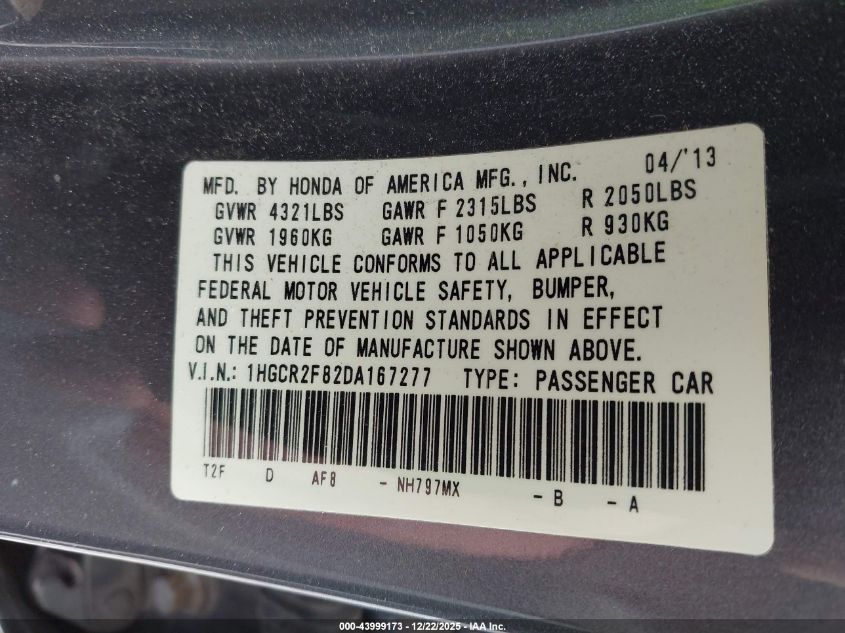 MFD. BY HONDA OF AMERICA MFG., INC. 04/'13
GVWR 4321LBS GAWR F 2315LBS R 2050LBS
GVWR 1960KG GAWR F 1050KG R 930KG
THIS VEHICLE CONFORMS TO ALL APPLICABLE
FEDERAL MOTOR VEHICLE SAFETY, BUMPER,
AND THEFT PREVENTION STANDARDS IN EFFECT
ON THE DATE OF MANUFACTURE SHOWN ABOVE.
V.I.N.: 1HGCR2F82DA167277 TYPE: PASSENGER CAR
T2F D AF8 - NH797MX - B - A
000-43999173 - 12/22/2025 - IAA Inc.